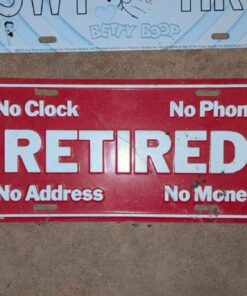 BETTY BOOP
No Clock No Phon
RETIRED
No Address No Mone